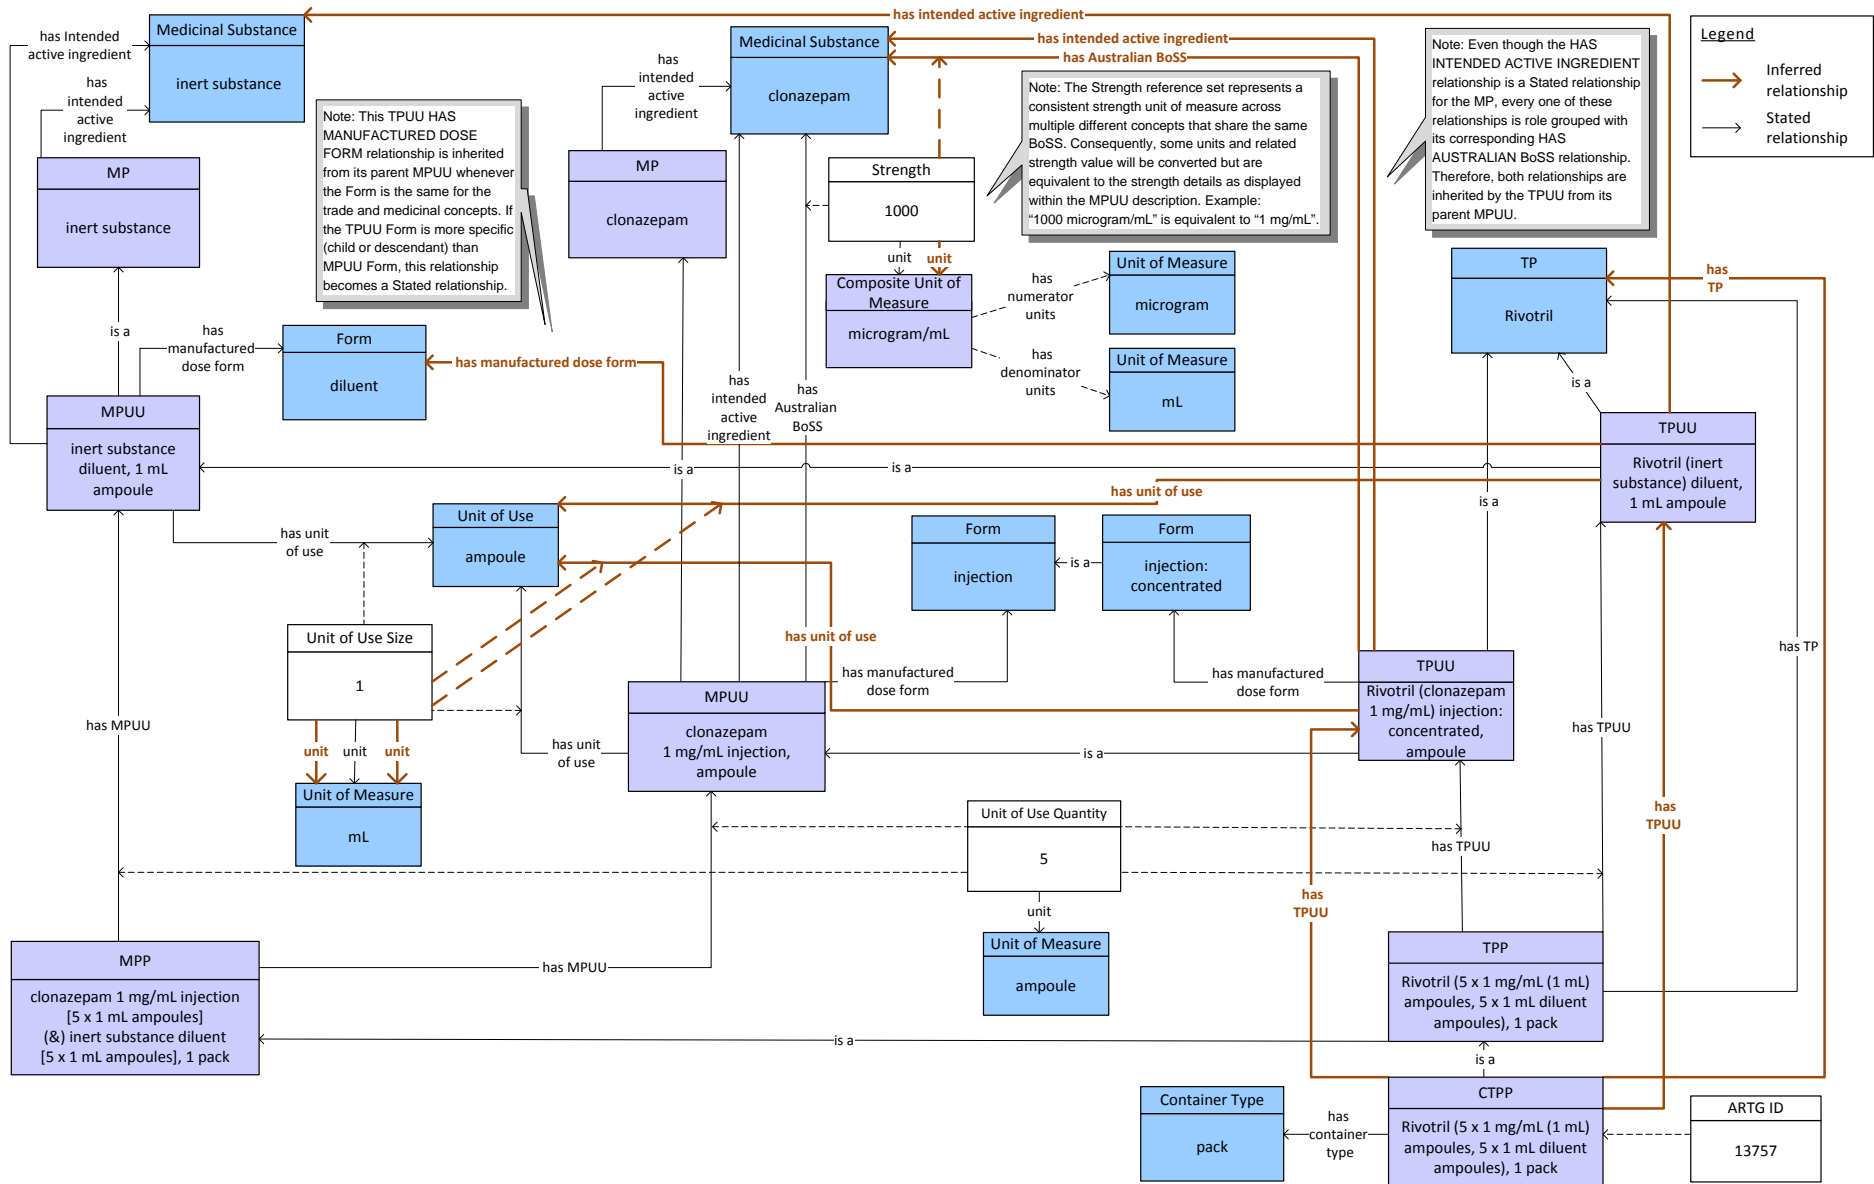 has intended active ingredient
Medicinal Substance
inert substance
has Intended
active ingredient
has
intended
active
ingredient
MP
inert substance
is a
Note: This TPUU HAS
MANUFACTURED DOSE
FORM relationship is inherited
from its parent MPUU whenever
the Form is the same for the
trade and medicinal concepts. If
the TPUU Form is more specific
(child or descendant) than
MPUU Form, this relationship
becomes a Stated relationship.
Medicinal Substance
clonazepam
has
intended
active
ingredient
MP
clonazepam
has intended active ingredient
has Australian BoSS
Note: The Strength reference set represents a
consistent strength unit of measure across
multiple different concepts that share the same
BoSS. Consequently, some units and related
strength value will be converted but are
equivalent to the strength details as displayed
within the MPUU description. Example:
“1000 microgram/mL” is equivalent to “1 mg/mL”.
Note: Even though the HAS
INTENDED ACTIVE INGREDIENT
relationship is a Stated relationship
for the MP, every one of these
relationships is role grouped with
its corresponding HAS
AUSTRALIAN BoSS relationship.
Therefore, both relationships are
inherited by the TPUU from its
parent MPUU.
Legend
Inferred
relationship
Stated
relationship
Strength
1000
unit
unit
Composite Unit of
Measure
microgram/mL
has
numerator
units
Unit of Measure
microgram
has
denominator
units
Unit of Measure
mL
TP
Rivotril
has
TP
is a
has
manufactured
dose form
Form
diluent
has manufactured dose form
has
intended
active
ingredient
has
Australian
BoSS
MPUU
inert substance
diluent, 1 mL
ampoule
is a
TPUU
Rivotril (inert
substance) diluent,
1 mL ampoule
has unit of use
is a
has unit
of use
Unit of Use
ampoule
Form
injection
is a
Form
injection:
concentrated
Unit of Use Size
1
unit
unit
unit
Unit of Measure
mL
has unit of use
has MPUU
has unit
of use
MPUU
clonazepam
1 mg/mL injection,
ampoule
has manufactured
dose form
has manufactured
dose form
TPUU
Rivotril (clonazepam
1 mg/mL) injection:
concentrated,
ampoule
is a
has TPUU
has TP
has
TPUU
Unit of Use Quantity
5
unit
Unit of Measure
ampoule
has TPUU
has
TPUU
MPP
clonazepam 1 mg/mL injection
[5 x 1 mL ampoules]
(&) inert substance diluent
[5 x 1 mL ampoules], 1 pack
has MPUU
is a
TPP
Rivotril (5 x 1 mg/mL (1 mL)
ampoules, 5 x 1 mL diluent
ampoules), 1 pack
is a
Container Type
pack
has
container
type
CTPP
Rivotril (5 x 1 mg/mL (1 mL)
ampoules, 5 x 1 mL diluent
ampoules), 1 pack
ARTG ID
13757